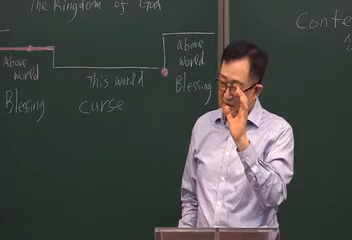 The Kingdom of God
Conte
Above
world
This world
above
world
Blessing
curse
Blessing